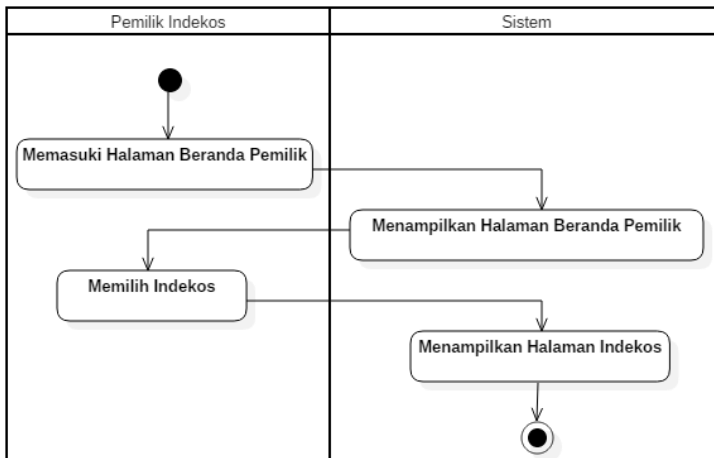 Pemilik Indekos
Sistem
Memasuki Halaman Beranda Pemilik
Menampilkan Halaman Beranda Pemilik
Memilih Indekos
Menampilkan Halaman Indekos